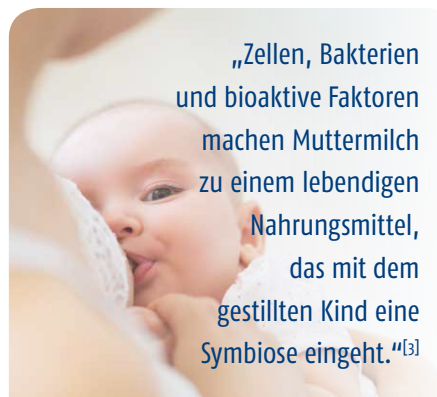 „Zellen, Bakterien
und bioaktive Faktoren
machen Muttermilch
zu einem lebendigen
Nahrungsmittel,
das mit dem
gestillten Kind eine
Symbiose eingeht.“[3]